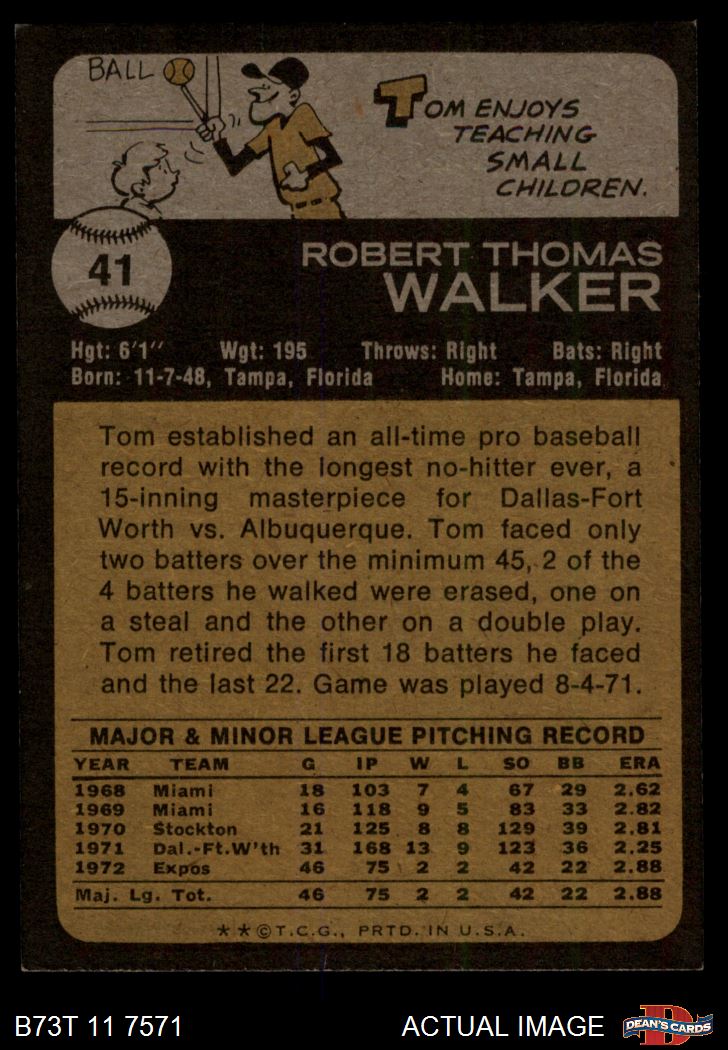 BALL
TOM ENJOYS
TEACHING
SMALL
CHILDREN.
41
ROBERT THOMAS
WALKER
Hgt: 6'1" Wgt: 195 Throws: Right Bats: Right
Born: 11-7-48, Tampa, Florida Home: Tampa, Florida
Tom established an all-time pro baseball
record with the longest no-hitter ever, a
15-inning masterpiece for Dallas-Fort
Worth vs. Albuquerque. Tom faced only
two batters over the minimum 45, 2 of the
4 batters he walked were erased, one on
a steal and the other on a double play.
Tom retired the first 18 batters he faced
and the last 22. Game was played 8-4-71.
MAJOR & MINOR LEAGUE PITCHING RECORD
YEAR TEAM G IP W L SO BB ERA
1968 Miami 18 103 7 4 67 29 2.62
1969 Miami 16 118 9 5 83 33 2.82
1970 Stockton 21 125 8 8 129 39 2.81
1971 Dal.-Ft.W'th 31 168 13 9 123 36 2.25
1972 Expos 46 75 2 2 42 22 2.88
Maj. Lg. Tot. 46 75 2 2 42 22 2.88
**©T.C.G., PRTD. IN U.S.A.
B73T 11 7571 ACTUAL IMAGE D DEAN'S CARDS